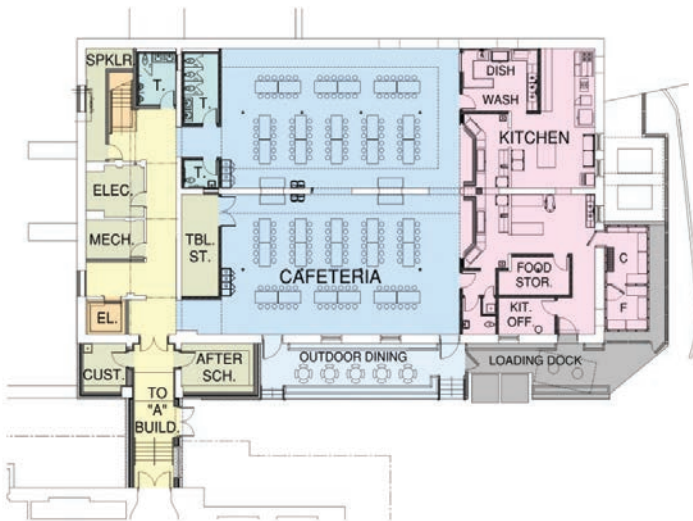 SPKLR
T.
T.
DISH
WASH
KITCHEN
ELEC.
T.
MECH.
TBL.
ST.
CAFETERIA
FOOD
STOR.
C
EL.
KIT.
OFF.
F
CUST.
AFTER
SCH.
OUTDOOR DINING
LOADING DOCK
TO
"A"
BUILD.